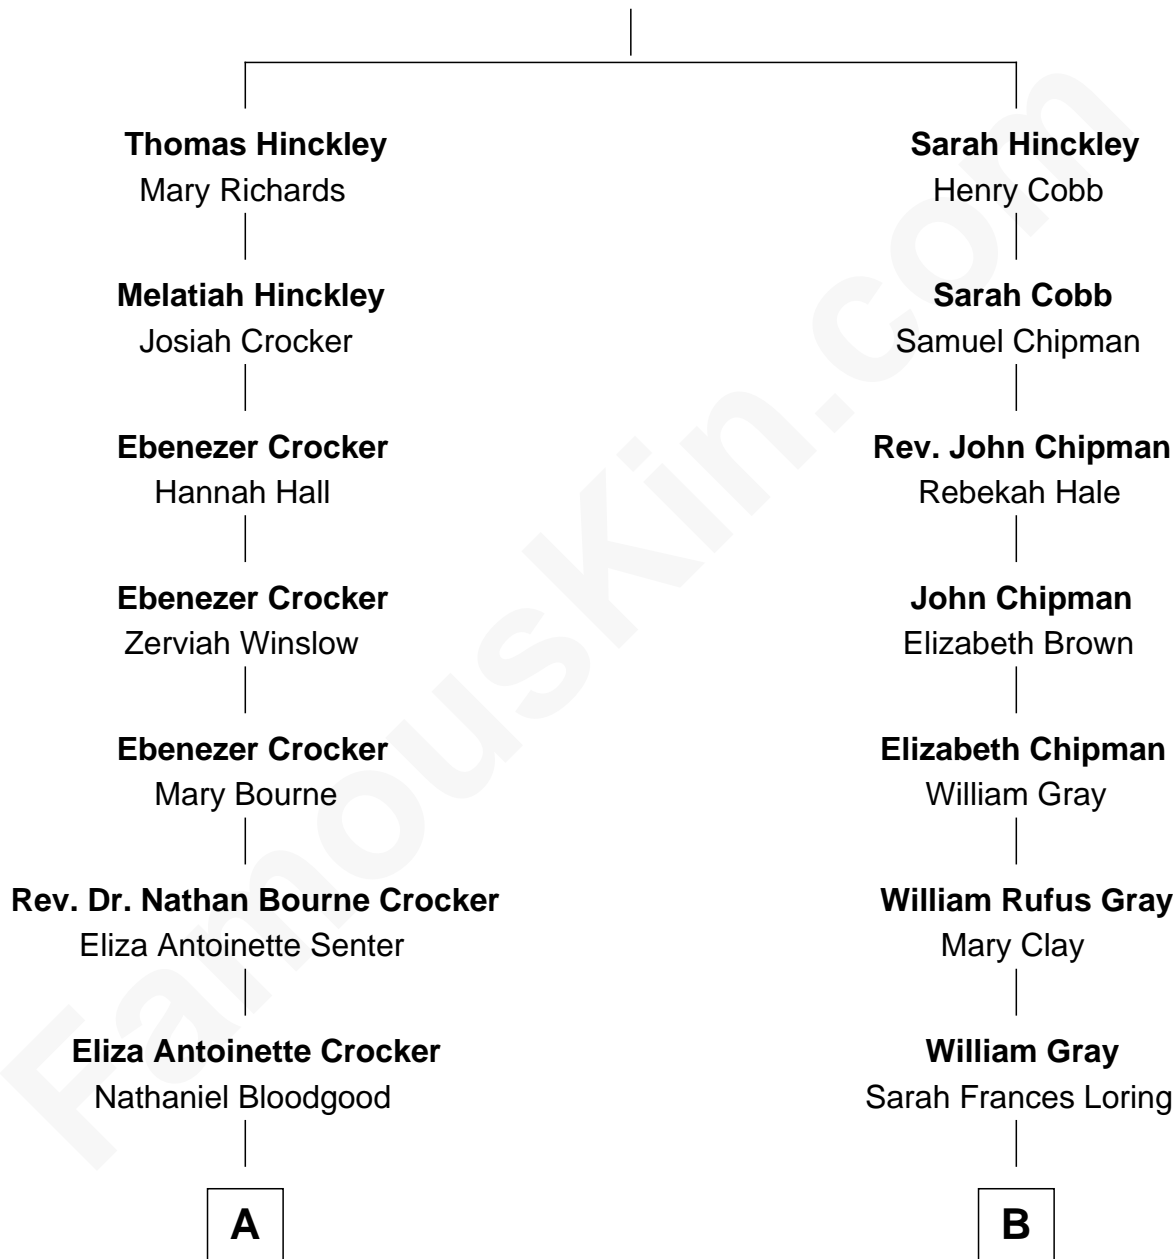 Thomas Hinckley
Mary Richards
Sarah Hinckley
Henry Cobb
Melatiah Hinckley
Josiah Crocker
Sarah Cobb
Samuel Chipman
Ebenezer Crocker
Hannah Hall
Rev. John Chipman
Rebekah Hale
Ebenezer Crocker
Zerviah Winslow
John Chipman
Elizabeth Brown
Ebenezer Crocker
Mary Bourne
Elizabeth Chipman
William Gray
Rev. Dr. Nathan Bourne Crocker
Eliza Antoinette Senter
William Rufus Gray
Mary Clay
Eliza Antoinette Crocker
Nathaniel Bloodgood
William Gray
Sarah Frances Loring
A
B
FamousKin.com